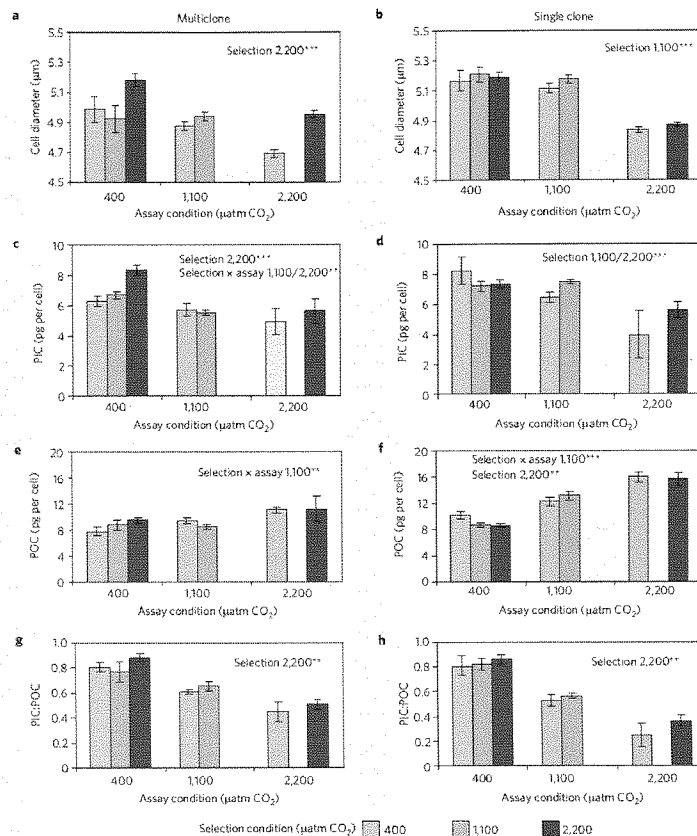 a Multiclone
Selection 2,200***
Cell diameter (μm)
5.5
5.3
5.1
4.9
4.7
4.5
400 1,100 2,200
Assay condition (μatm CO₂)
b Single clone
Selection 1,100***
Cell diameter (μm)
5.5
5.3
5.1
4.9
4.7
4.5
400 1,100 2,200
Assay condition (μatm CO₂)
c
Selection 2,200***
Selection × assay 1,100/2,200**
PIC (pg per cell)
10
8
6
4
2
0
400 1,100 2,200
Assay condition (μatm CO₂)
d
Selection 1,100/2,200***
PIC (pg per cell)
10
8
6
4
2
0
400 1,100 2,200
Assay condition (μatm CO₂)
e
Selection × assay 1,100**
POC (pg per cell)
20
16
12
8
4
0
400 1,100 2,200
Assay condition (μatm CO₂)
f
Selection × assay 1,100***
Selection 2,200**
POC (pg per cell)
20
16
12
8
4
0
400 1,100 2,200
Assay condition (μatm CO₂)
g
Selection 2,200**
PIC:POC
1.0
0.8
0.6
0.4
0.2
0
400 1,100 2,200
Assay condition (μatm CO₂)
h
Selection 2,200**
PIC:POC
1.0
0.8
0.6
0.4
0.2
0
400 1,100 2,200
Assay condition (μatm CO₂)
Selection condition (μatm CO₂) 400 1,100 2,200